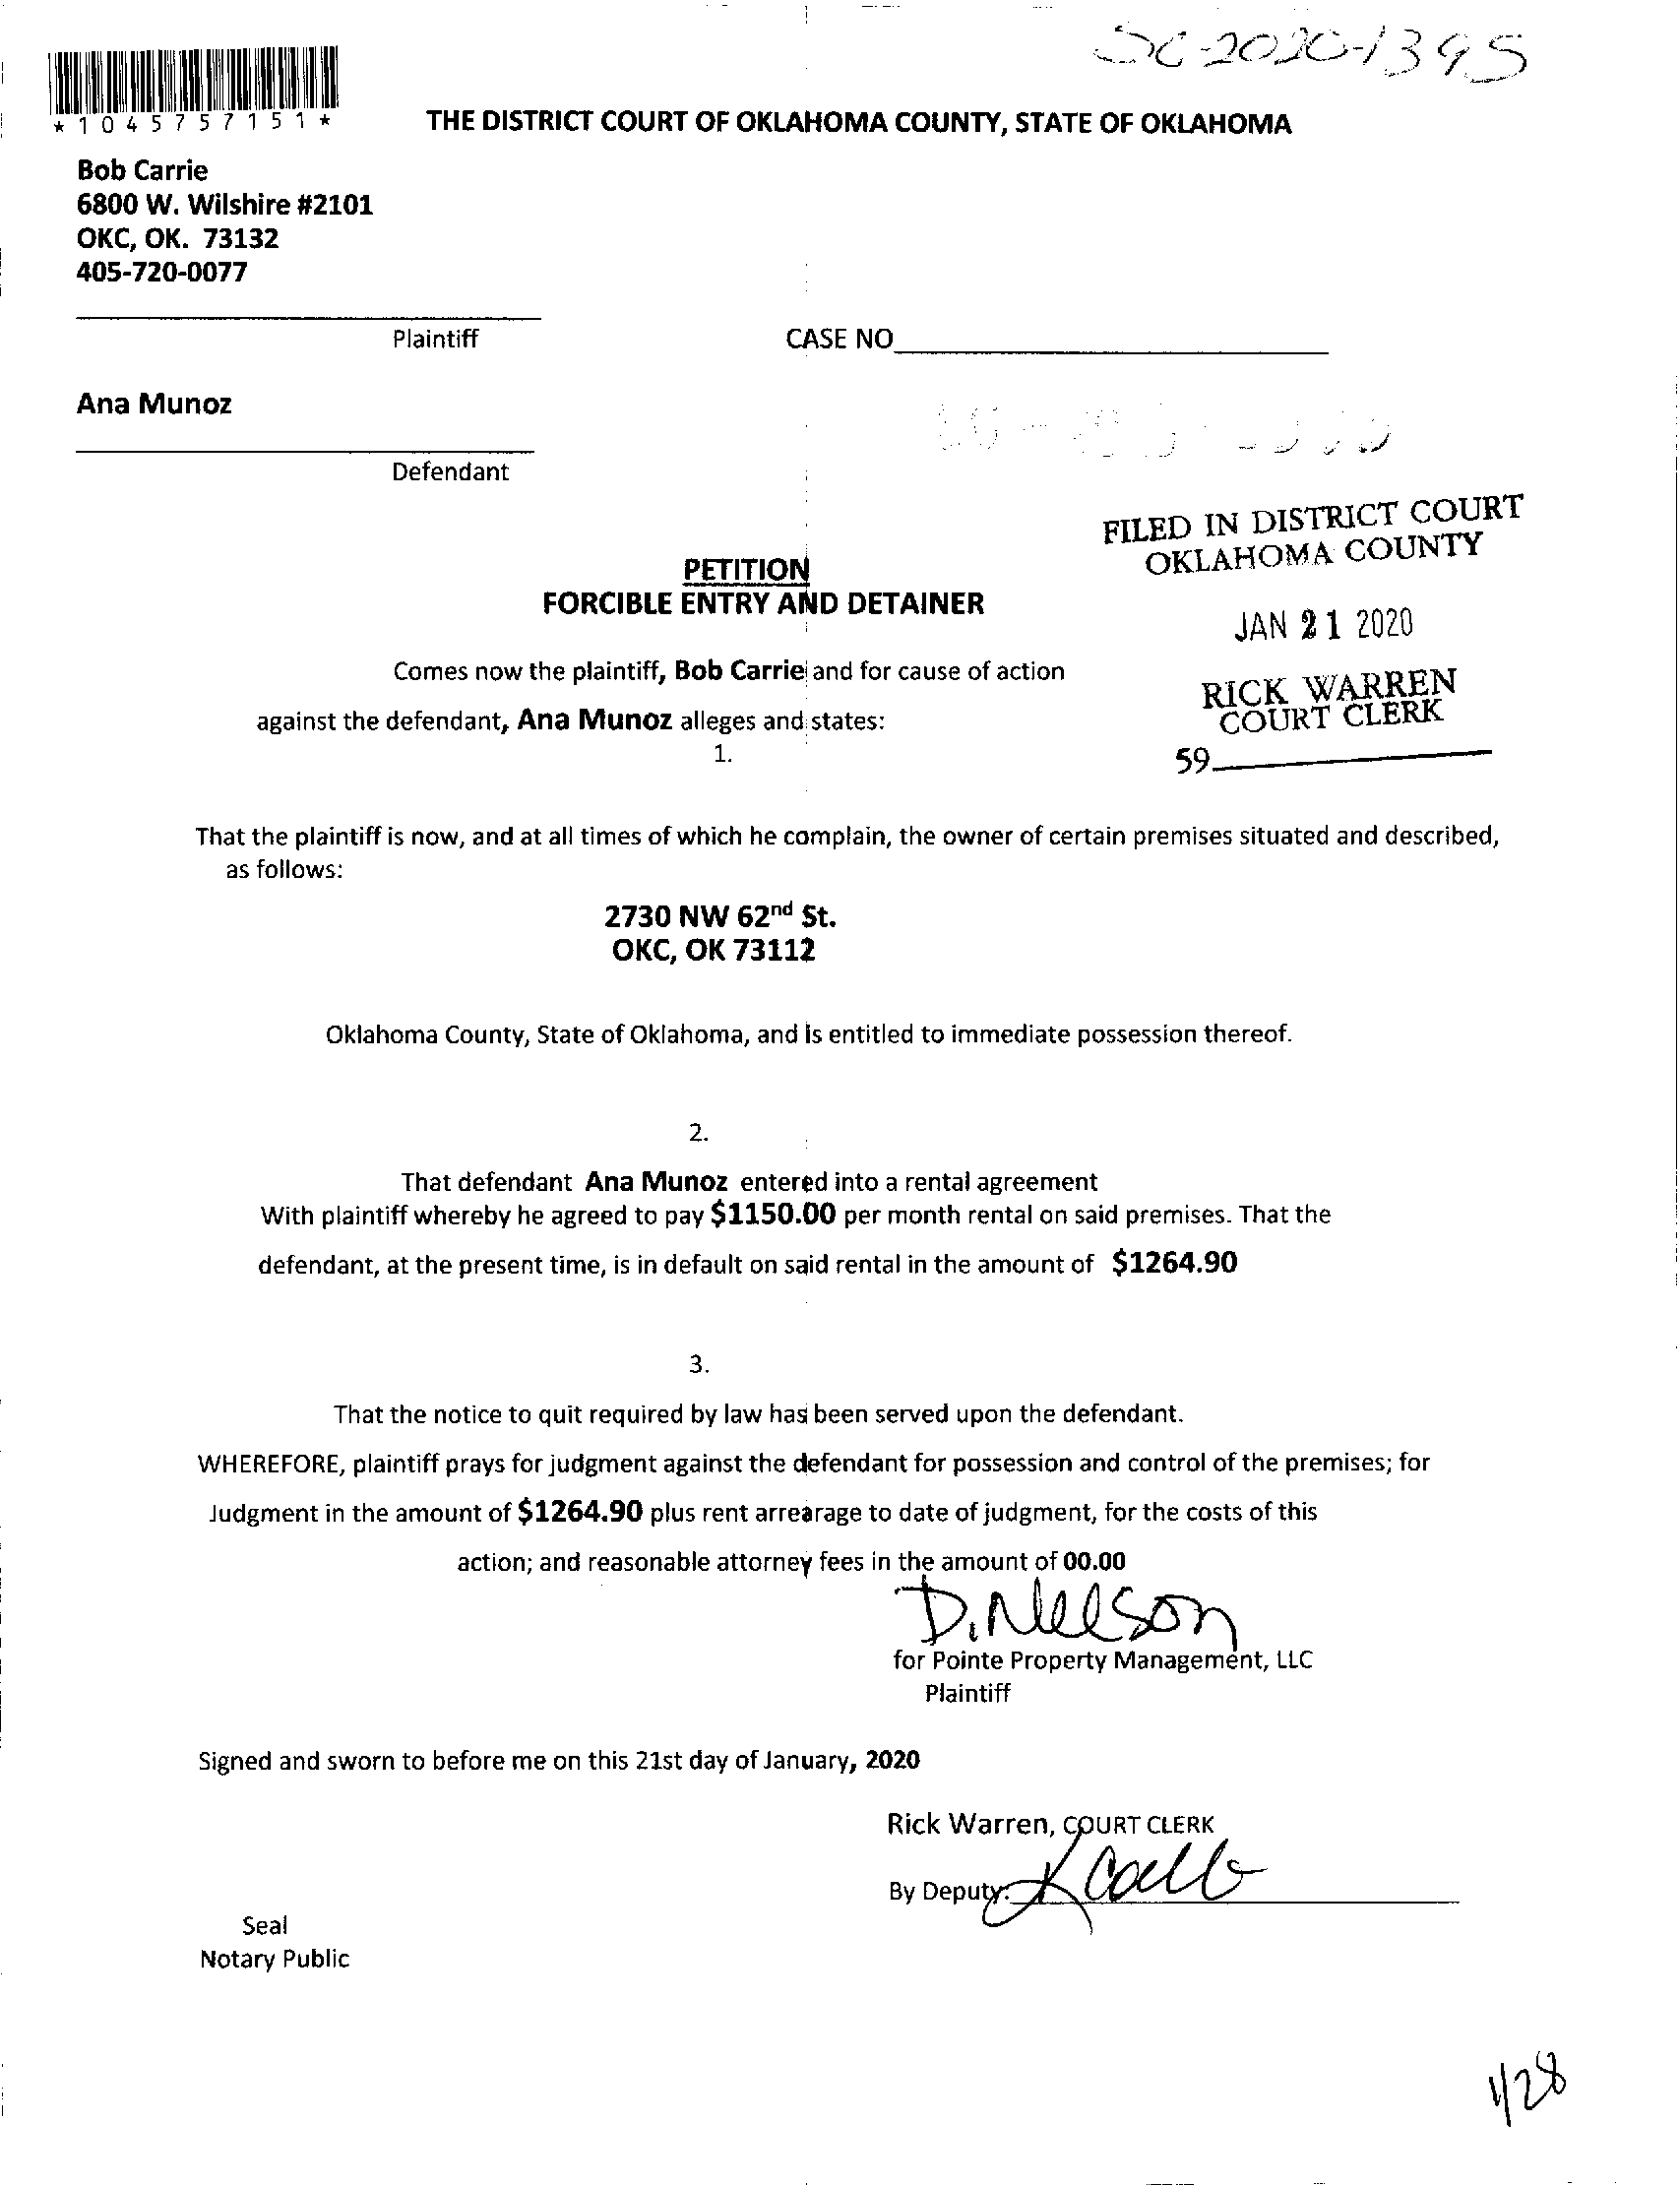 SC-2020-1395
*1045757151*
THE DISTRICT COURT OF OKLAHOMA COUNTY, STATE OF OKLAHOMA
Bob Carrie
6800 W. Wilshire #2101
OKC, OK. 73132
405-720-0077
Plaintiff
CASE NO
Ana Munoz
Defendant
FILED IN DISTRICT COURT
OKLAHOMA COUNTY
PETITION
FORCIBLE ENTRY AND DETAINER
JAN 21 2020
Comes now the plaintiff, Bob Carrie and for cause of action
RICK WARREN
COURT CLERK
against the defendant, Ana Munoz alleges and states:
1.
59
That the plaintiff is now, and at all times of which he complain, the owner of certain premises situated and described,
as follows:
2730 NW 62nd St.
OKC, OK 73112
Oklahoma County, State of Oklahoma, and is entitled to immediate possession thereof.
2.
That defendant Ana Munoz entered into a rental agreement
With plaintiff whereby he agreed to pay $1150.00 per month rental on said premises. That the
defendant, at the present time, is in default on said rental in the amount of $1264.90
3.
That the notice to quit required by law has been served upon the defendant.
WHEREFORE, plaintiff prays for judgment against the defendant for possession and control of the premises; for
Judgment in the amount of $1264.90 plus rent arrearage to date of judgment, for the costs of this
action; and reasonable attorney fees in the amount of 00.00
D. Nelson
for Pointe Property Management, LLC
Plaintiff
Signed and sworn to before me on this 21st day of January, 2020
Rick Warren, COURT CLERK
By Deputy:
Seal
Notary Public
1/28